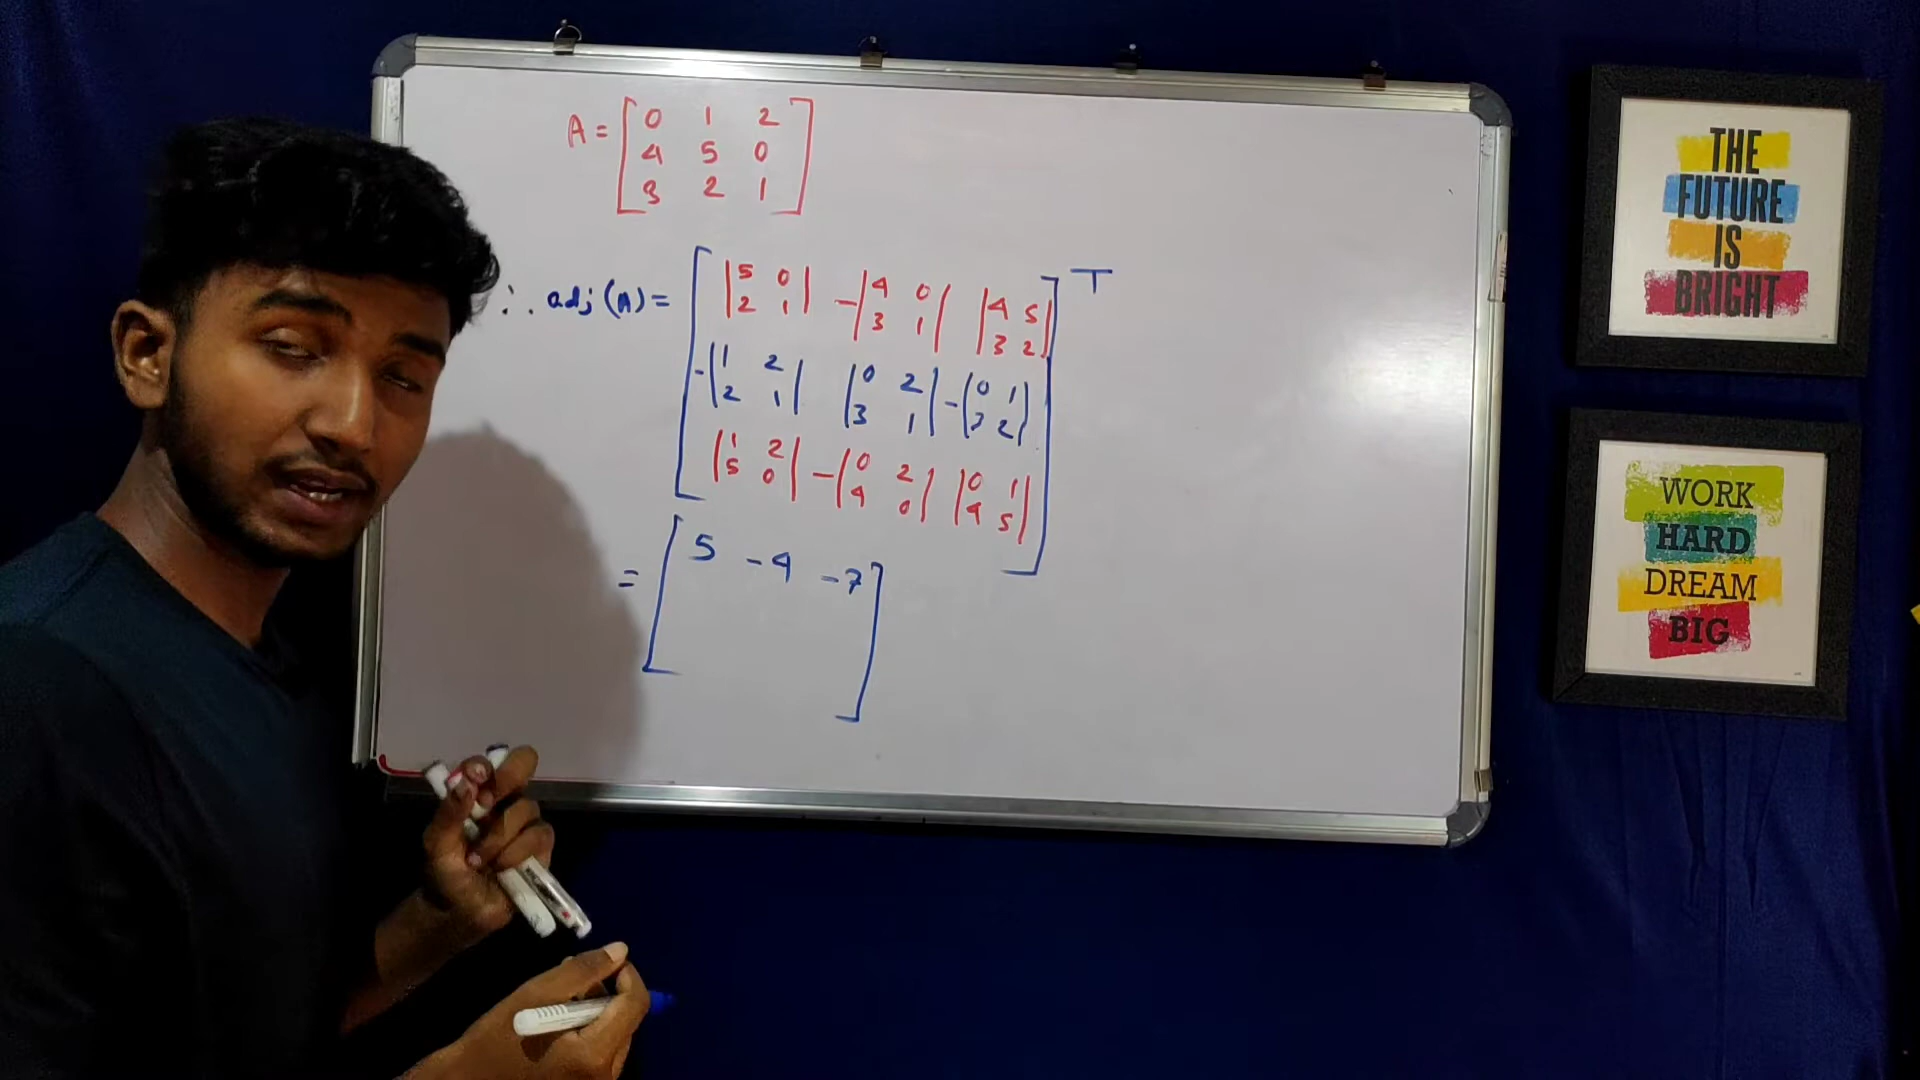 A = [ 0 1 2
4 5 0
3 2 1 ]
∴ adj (A) = [ |5 0| -|4 0| |4 5|
|2 1| |3 1| |3 2| ] T
-|1 2| |0 2| -|0 1|
|2 1| |3 1| |3 2|
|1 2| -|0 2| |0 1|
|5 0| |4 0| |4 5|
= [ 5 -4 -7 ]
THE
FUTURE
IS
BRIGHT
WORK
HARD
DREAM
BIG